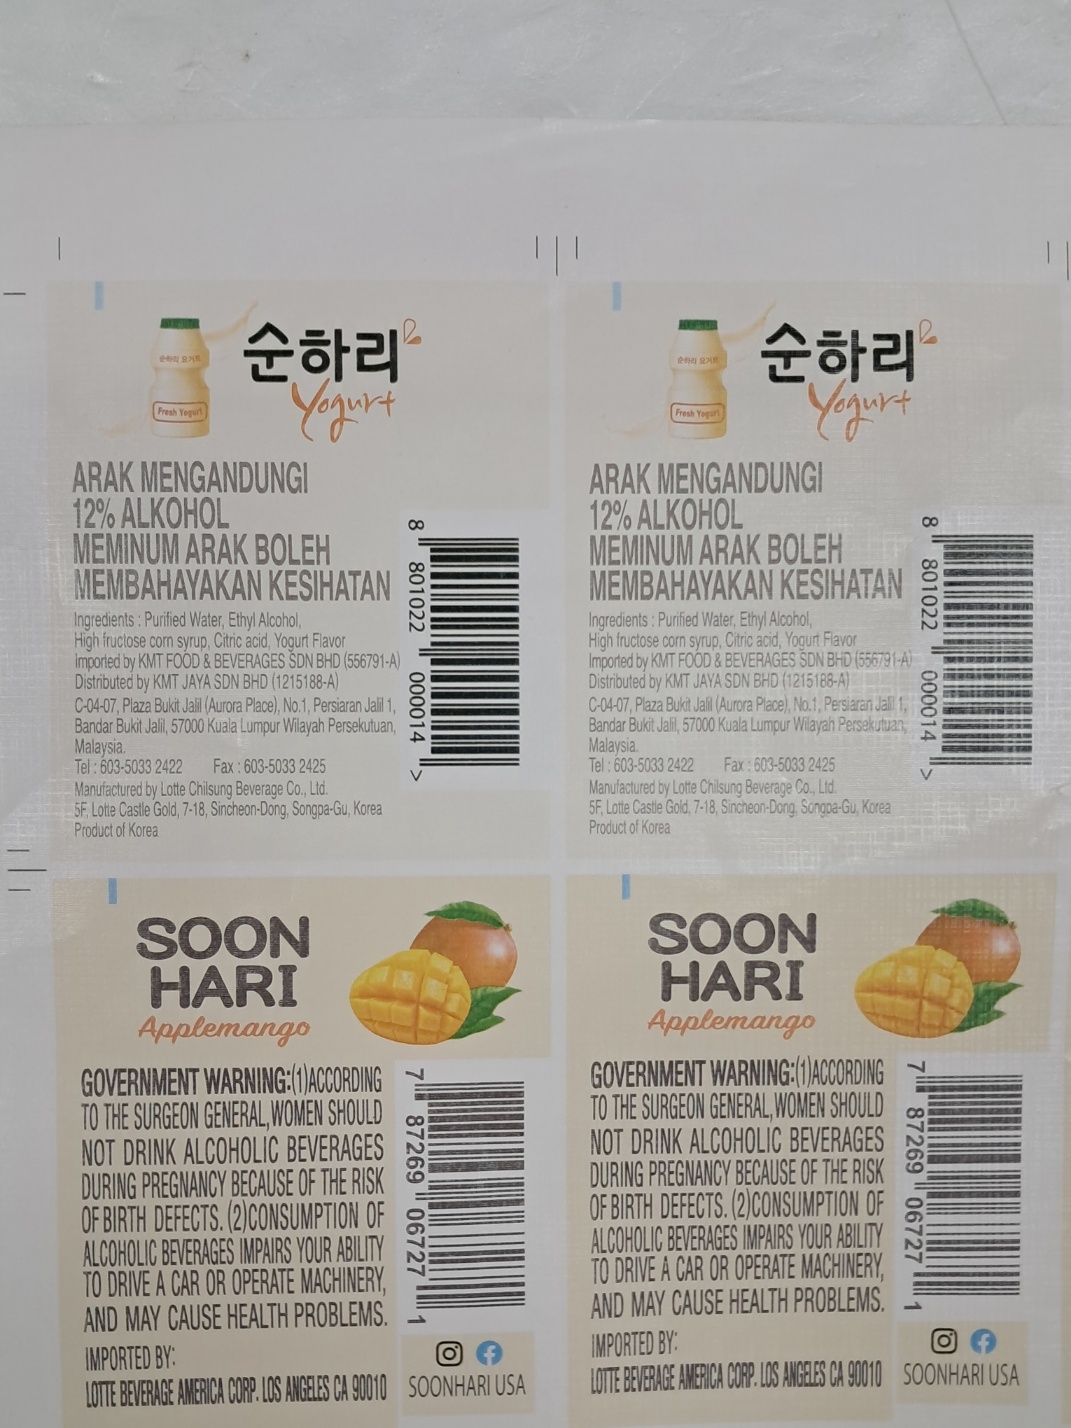 순하리 요거트
Fresh Yogurt
순하리
Yogurt
ARAK MENGANDUNGI
12% ALKOHOL
MEMINUM ARAK BOLEH
MEMBAHAYAKAN KESIHATAN
Ingredients : Purified Water, Ethyl Alcohol,
High fructose corn syrup, Citric acid, Yogurt Flavor
Imported by KMT FOOD & BEVERAGES SDN BHD (556791-A)
Distributed by KMT JAYA SDN BHD (1215188-A)
C-04-07, Plaza Bukit Jalil (Aurora Place), No.1, Persiaran Jalil 1,
Bandar Bukit Jalil, 57000 Kuala Lumpur Wilayah Persekutuan,
Malaysia.
Tel : 603-5033 2422 Fax : 603-5033 2425
Manufactured by Lotte Chilsung Beverage Co., Ltd.
5F, Lotte Castle Gold, 7-18, Sincheon-Dong, Songpa-Gu, Korea
Product of Korea
8 801022 000014 >
순하리 요거트
Fresh Yogurt
순하리
Yogurt
ARAK MENGANDUNGI
12% ALKOHOL
MEMINUM ARAK BOLEH
MEMBAHAYAKAN KESIHATAN
Ingredients : Purified Water, Ethyl Alcohol,
High fructose corn syrup, Citric acid, Yogurt Flavor
Imported by KMT FOOD & BEVERAGES SDN BHD (556791-A)
Distributed by KMT JAYA SDN BHD (1215188-A)
C-04-07, Plaza Bukit Jalil (Aurora Place), No.1, Persiaran Jalil 1,
Bandar Bukit Jalil, 57000 Kuala Lumpur Wilayah Persekutuan,
Malaysia.
Tel : 603-5033 2422 Fax : 603-5033 2425
Manufactured by Lotte Chilsung Beverage Co., Ltd.
5F, Lotte Castle Gold, 7-18, Sincheon-Dong, Songpa-Gu, Korea
Product of Korea
8 801022 000014 >
SOON
HARI
Applemango
GOVERNMENT WARNING:(1)ACCORDING
TO THE SURGEON GENERAL,WOMEN SHOULD
NOT DRINK ALCOHOLIC BEVERAGES
DURING PREGNANCY BECAUSE OF THE RISK
OF BIRTH DEFECTS. (2)CONSUMPTION OF
ALCOHOLIC BEVERAGES IMPAIRS YOUR ABILITY
TO DRIVE A CAR OR OPERATE MACHINERY,
AND MAY CAUSE HEALTH PROBLEMS.
IMPORTED BY:
LOTTE BEVERAGE AMERICA CORP. LOS ANGELES CA 90010
7 87269 06727 1
SOONHARI USA
SOON
HARI
Applemango
GOVERNMENT WARNING:(1)ACCORDING
TO THE SURGEON GENERAL,WOMEN SHOULD
NOT DRINK ALCOHOLIC BEVERAGES
DURING PREGNANCY BECAUSE OF THE RISK
OF BIRTH DEFECTS. (2)CONSUMPTION OF
ALCOHOLIC BEVERAGES IMPAIRS YOUR ABILITY
TO DRIVE A CAR OR OPERATE MACHINERY,
AND MAY CAUSE HEALTH PROBLEMS.
IMPORTED BY:
LOTTE BEVERAGE AMERICA CORP. LOS ANGELES CA 90010
7 87269 06727 1
SOONHARI USA